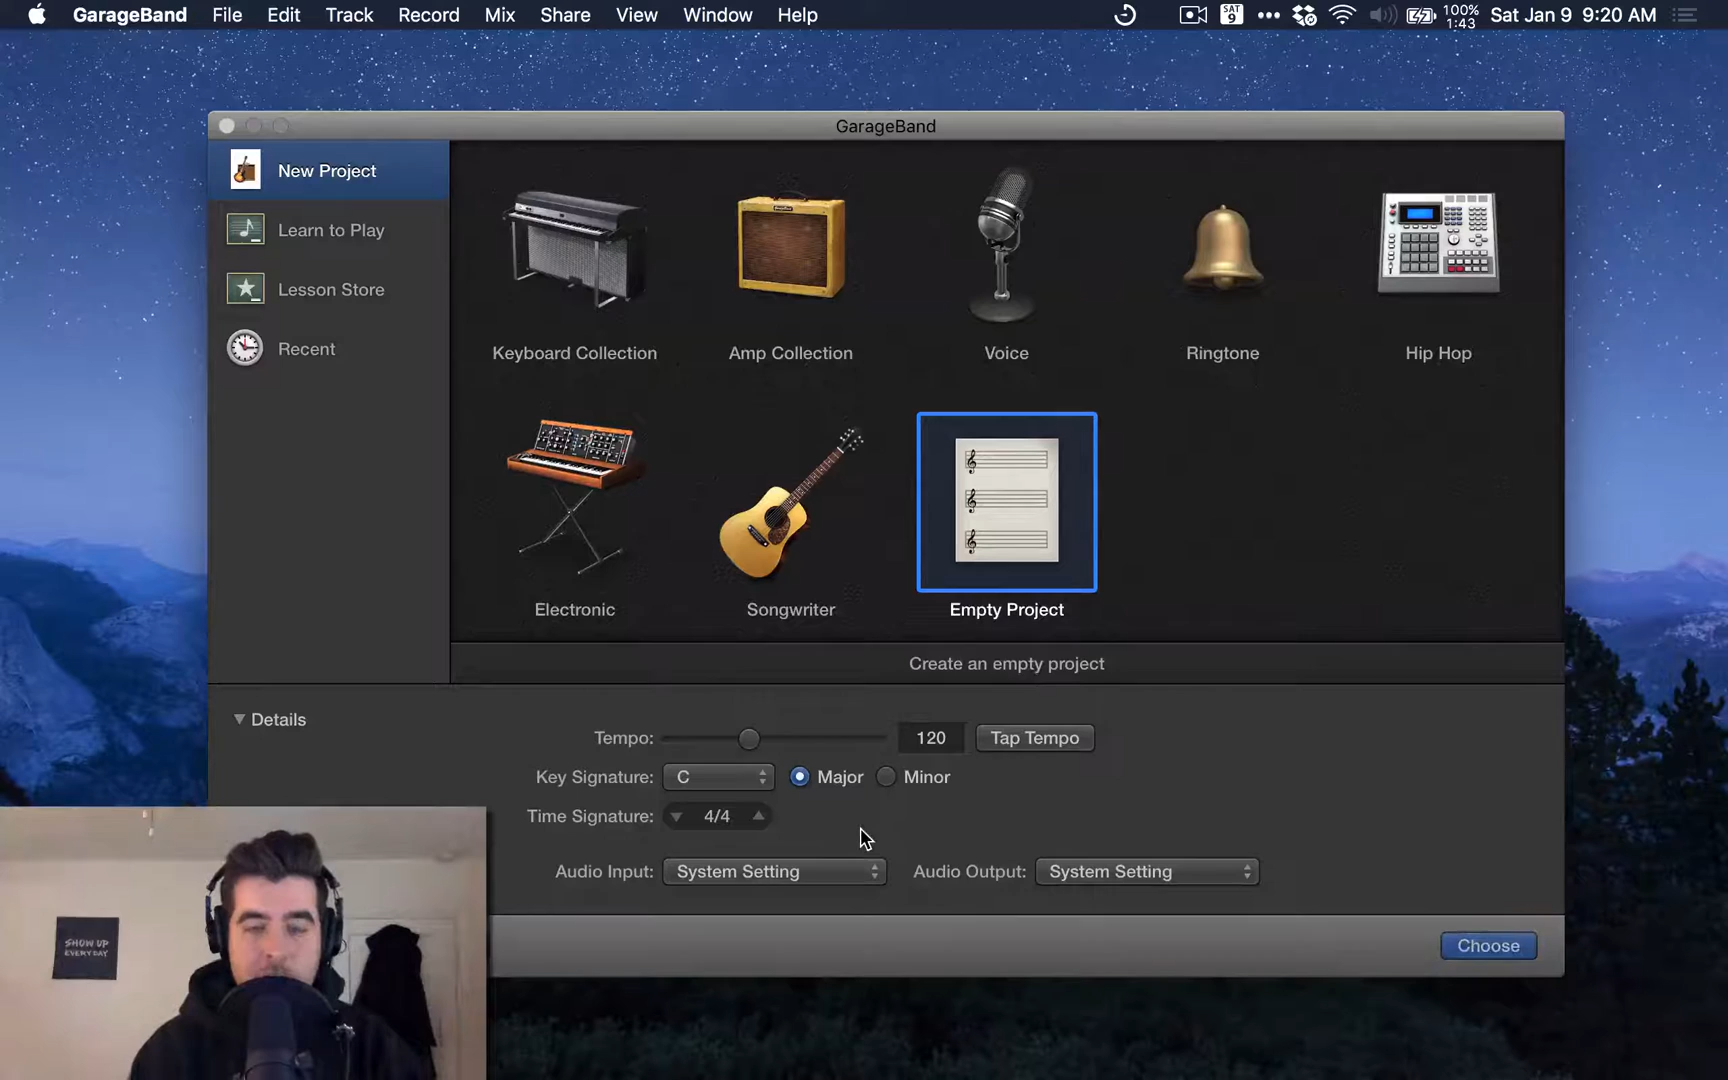 GarageBand File Edit Track Record Mix Share View Window Help SAT 9 100% 1:43 Sat Jan 9 9:20 AM
GarageBand
New Project
Learn to Play
Lesson Store
Recent
Keyboard Collection Amp Collection Voice Ringtone Hip Hop
Electronic Songwriter Empty Project
Create an empty project
Details
Tempo: 120 Tap Tempo
Key Signature: C Major Minor
Time Signature: 4/4
Audio Input: System Setting Audio Output: System Setting
Choose
SHOW UP
EVERYDAY